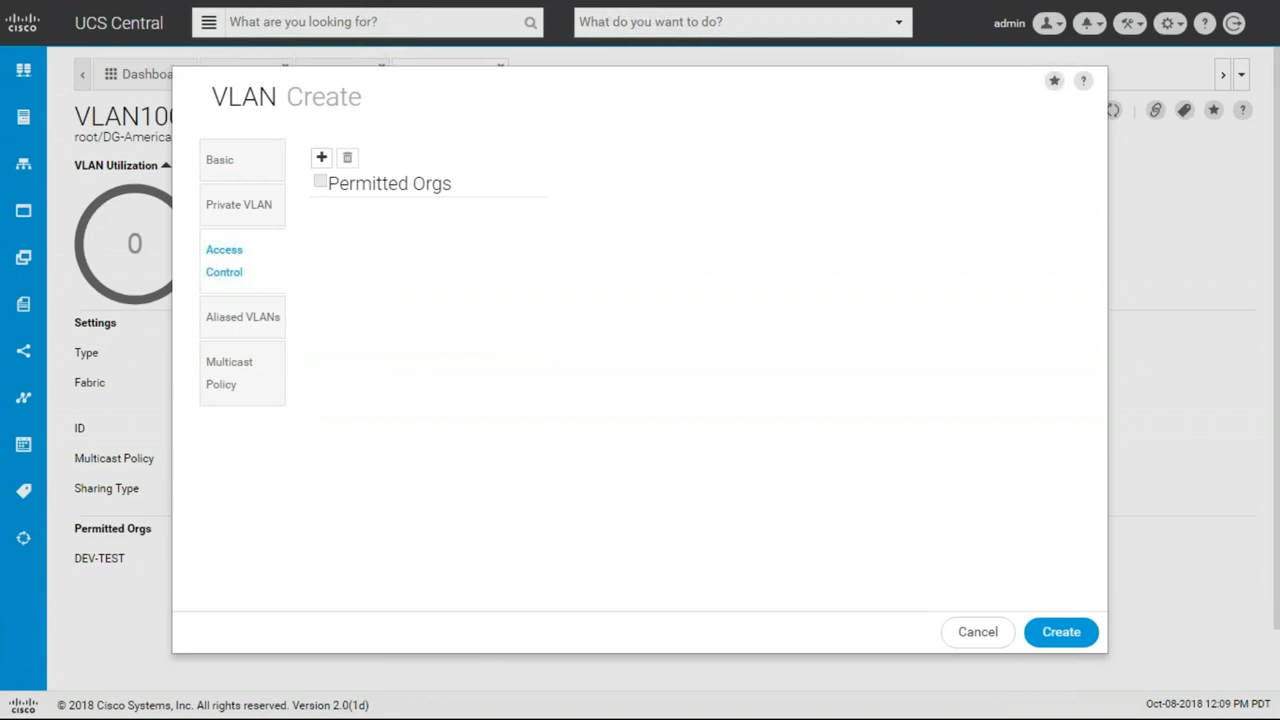 CISCO
UCS Central
What are you looking for?
What do you want to do?
admin
Dashboa
VLAN100
root/DG-America
VLAN Utilization
0
Settings
Type
Fabric
ID
Multicast Policy
Sharing Type
Permitted Orgs
DEV-TEST
VLAN Create
Basic
Private VLAN
Access
Control
Aliased VLANs
Multicast
Policy
Permitted Orgs
Cancel
Create
CISCO
© 2018 Cisco Systems, Inc. All rights reserved. Version 2.0(1d)
Oct-08-2018 12:09 PM PDT